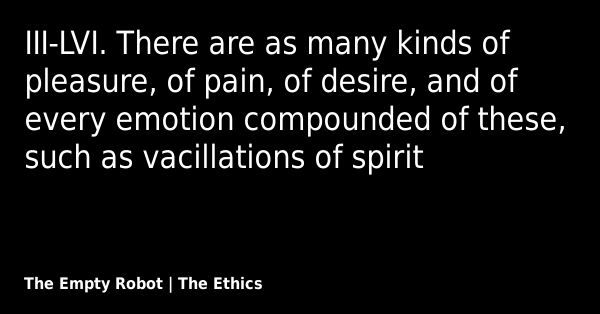 III-LVI. There are as many kinds of
pleasure, of pain, of desire, and of
every emotion compounded of these,
such as vacillations of spirit
The Empty Robot | The Ethics